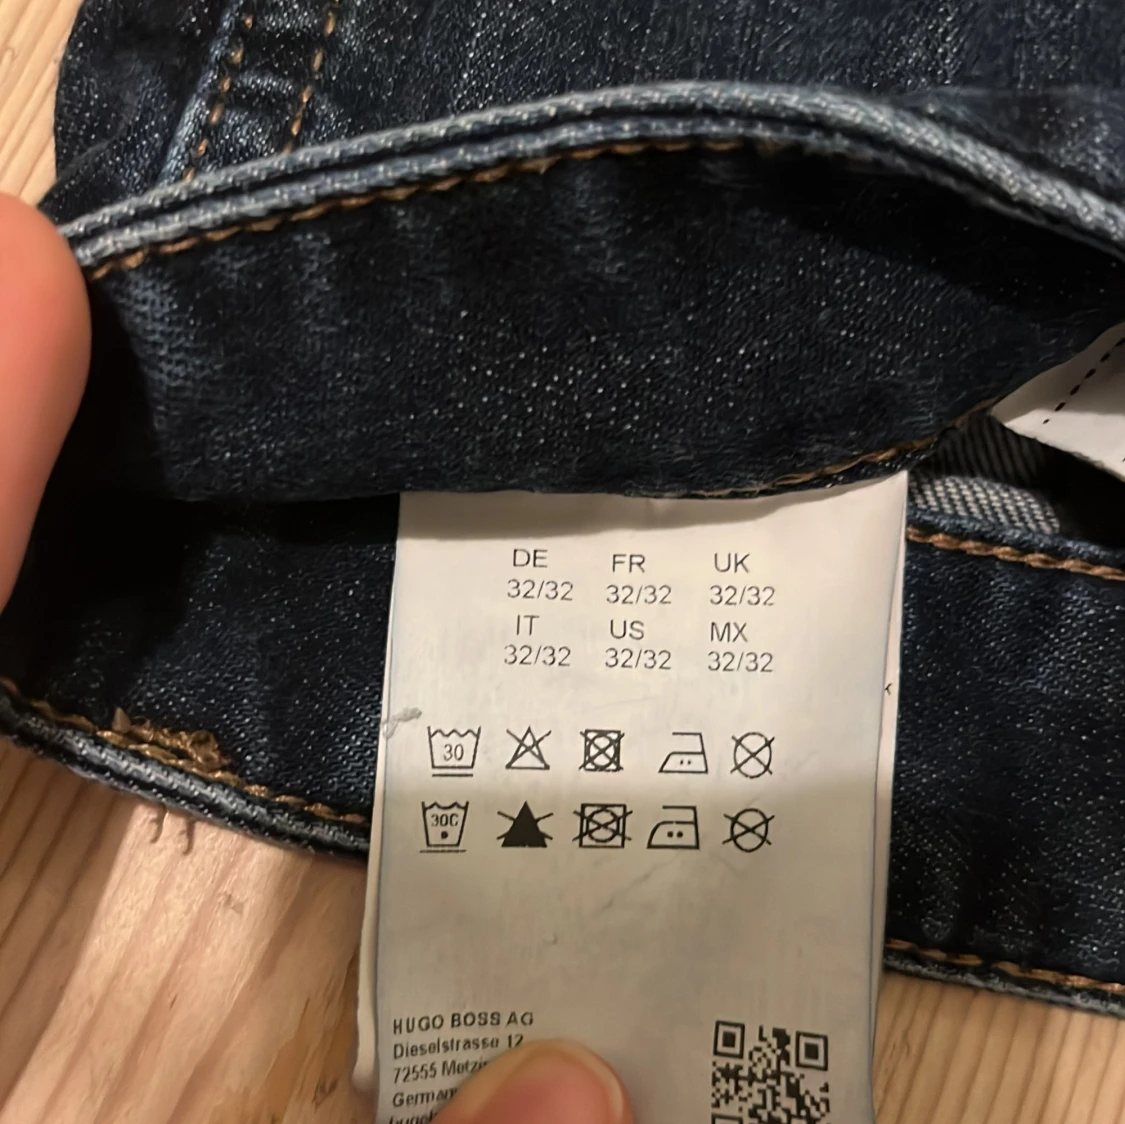 DE FR UK
32/32 32/32 32/32
IT US MX
32/32 32/32 32/32
30
30C
HUGO BOSS AG
Dieselstrasse 12
72555